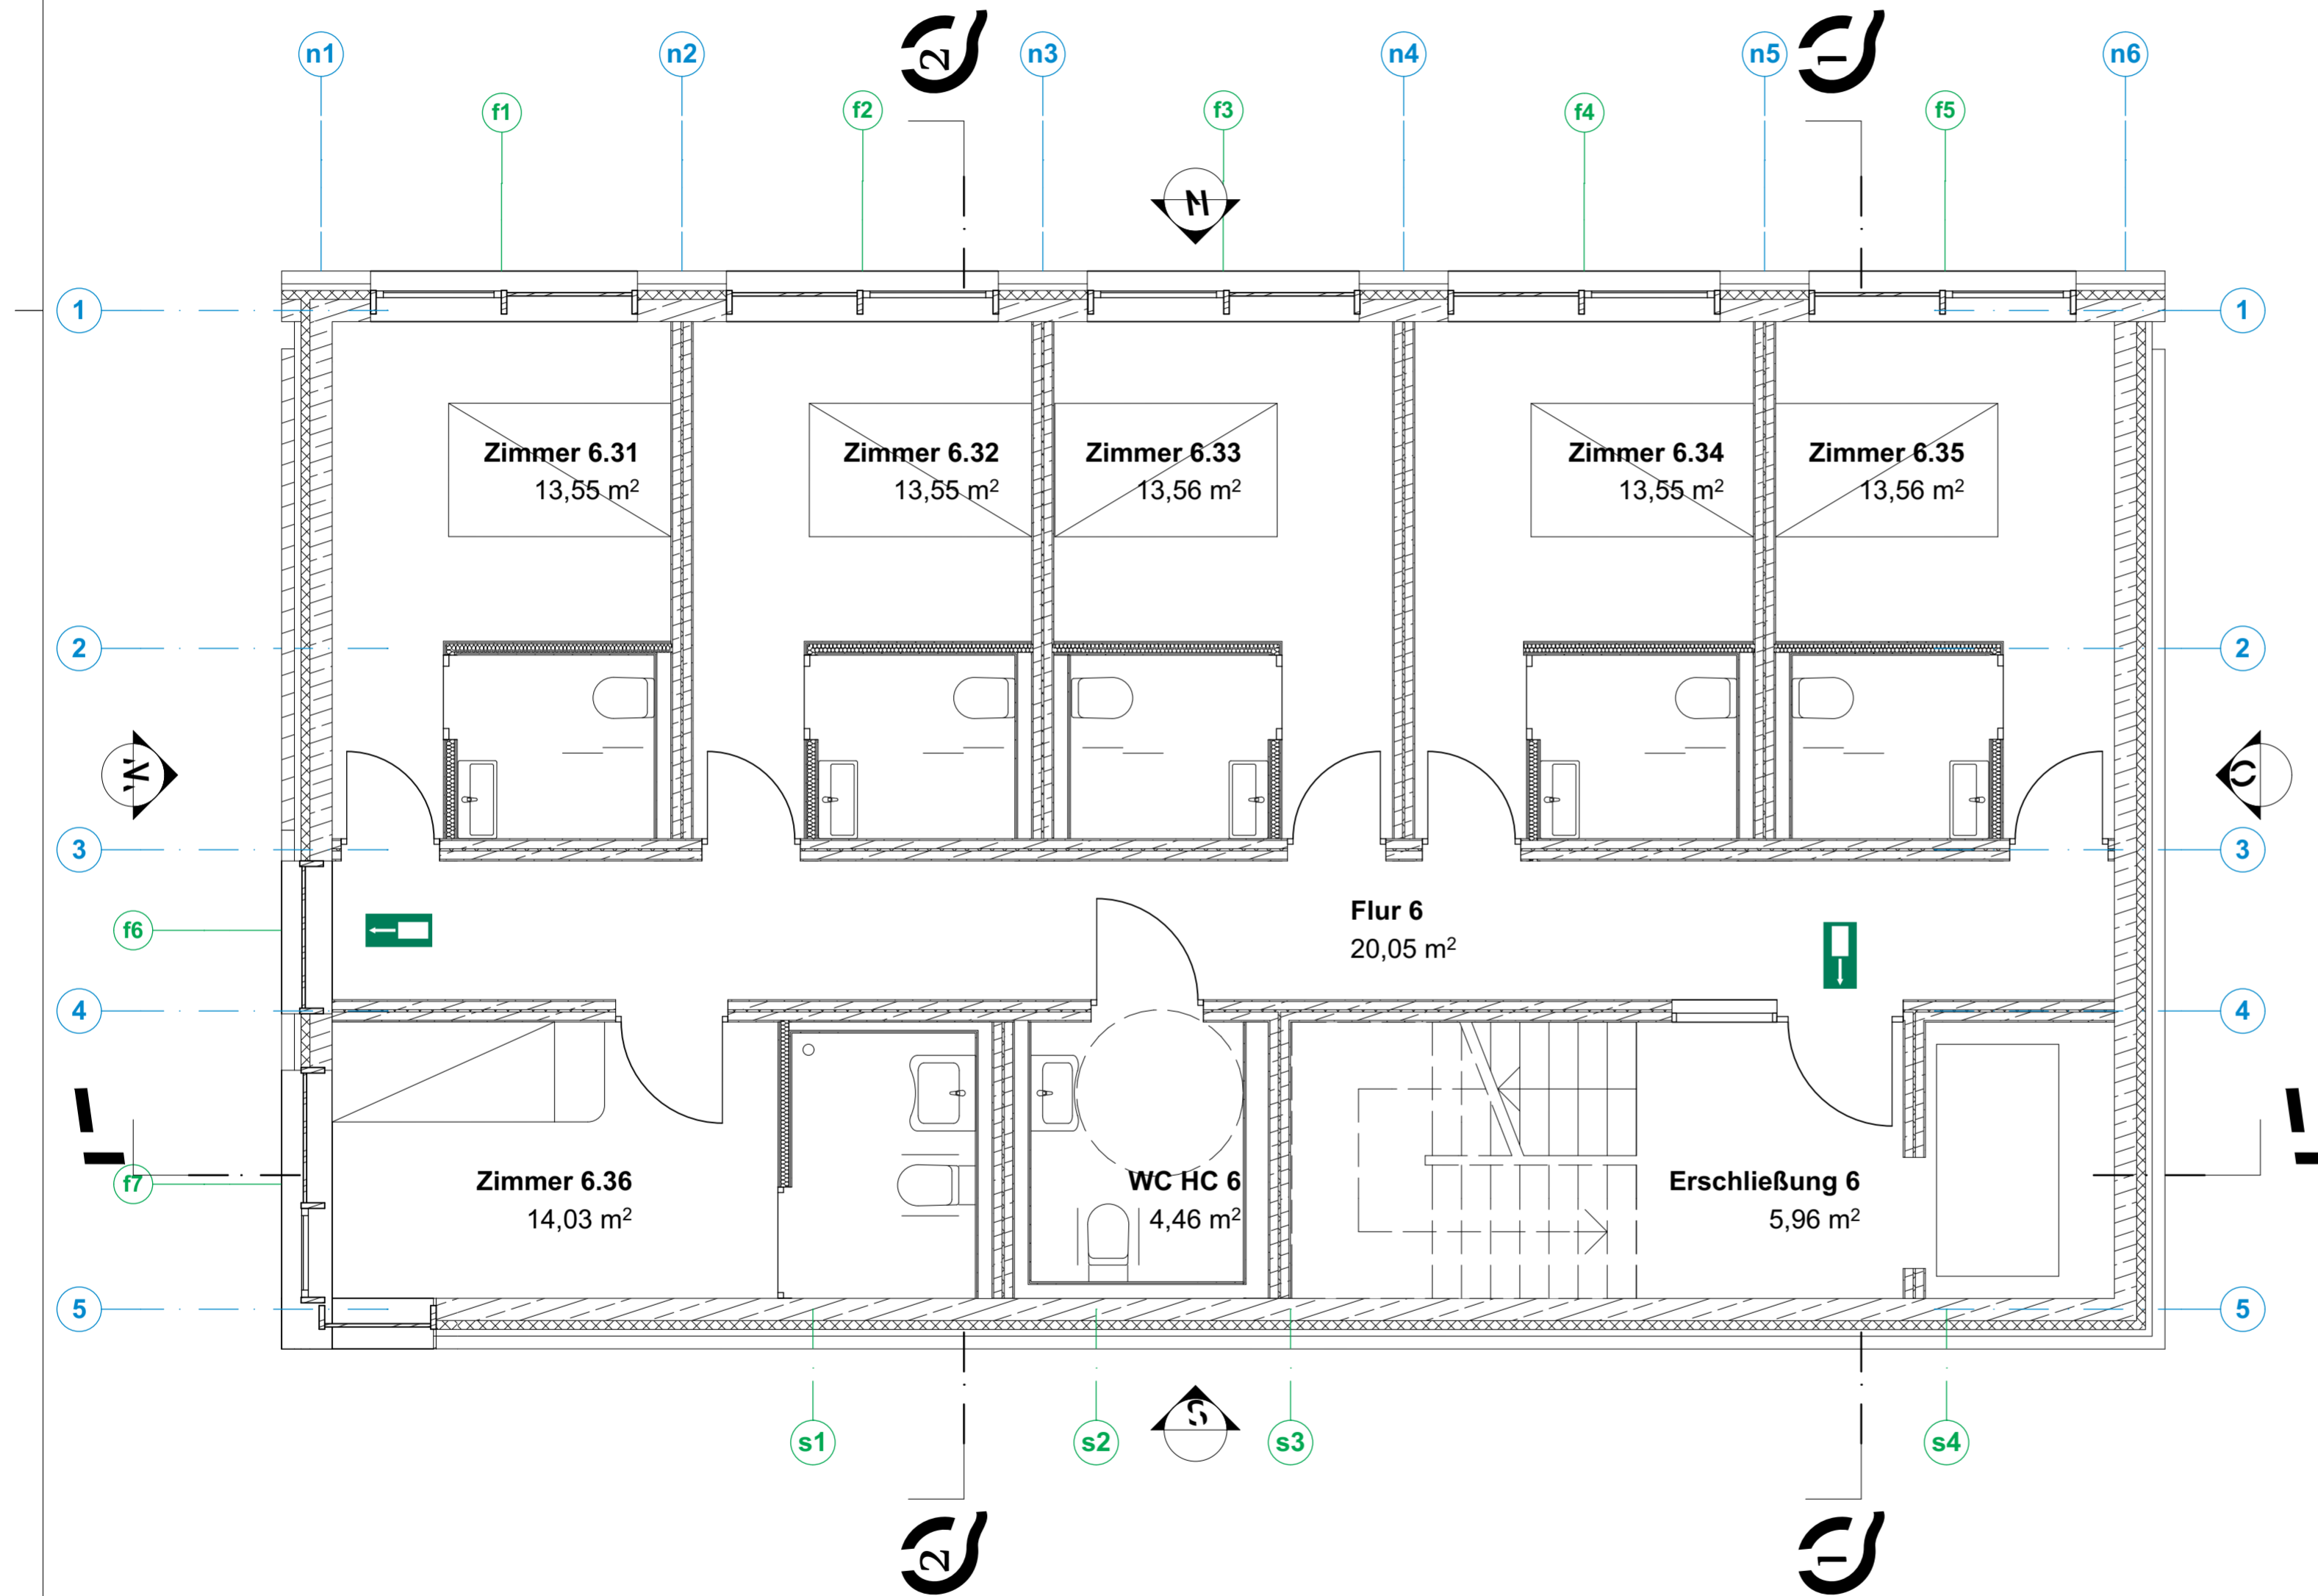 n1 n2 2 n3 n4 n5 1 n6
f1 f2 f3 f4 f5
N
1 1
Zimmer 6.31 Zimmer 6.32 Zimmer 6.33 Zimmer 6.34 Zimmer 6.35
13,55 m² 13,55 m² 13,56 m² 13,55 m² 13,56 m²
2 2
3 3
Flur 6
f6
20,05 m²
4 4
Zimmer 6.36 WC HC 6 Erschließung 6
f7
14,03 m² 4,46 m² 5,96 m²
5 5
S
s1 s2 s3 s4
2 1